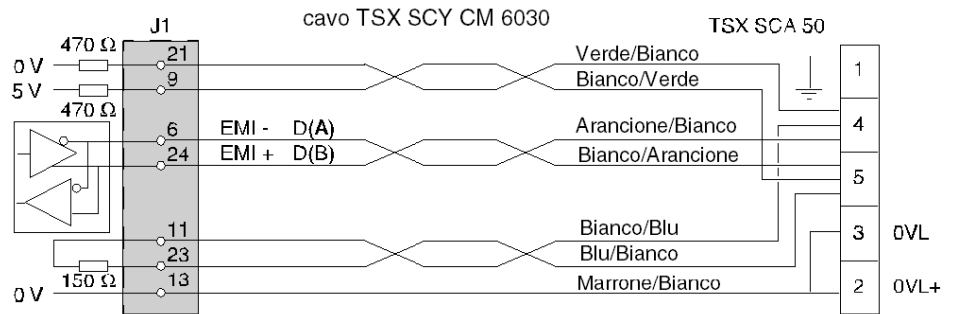 cavo TSX SCY CM 6030
J1
TSX SCA 50
470 Ω
0 V
21
Verde/Bianco
1
5 V
9
Bianco/Verde
470 Ω
6
EMI - D(A)
Arancione/Bianco
4
24
EMI + D(B)
Bianco/Arancione
5
11
Bianco/Blu
3
0VL
23
Blu/Bianco
150 Ω
13
Marrone/Bianco
0 V
2
0VL+